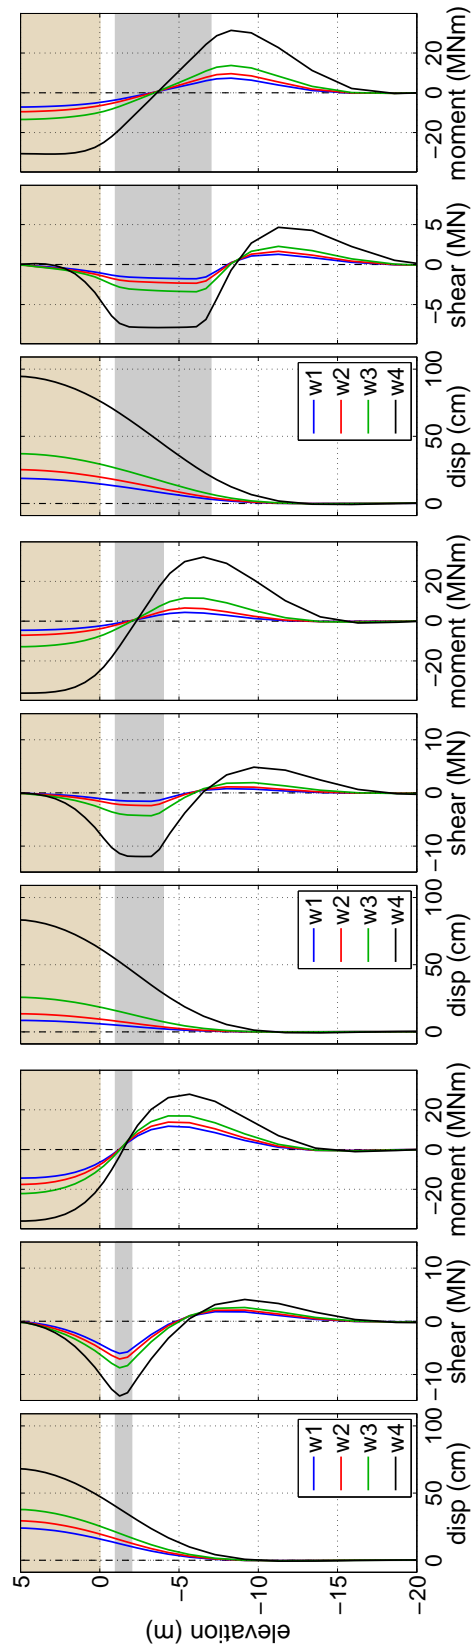 elevation (m)
5
0
−5
−10
−15
−20
w1 w1 w1
w2 w2 w2
w3 w3 w3
w4 w4 w4
0 50 100 −10 0 10 −20 0 20 0 50 100 −10 0 10 −20 0 20 0 50 100 −5 0 5 −20 0 20
disp (cm) shear (MN) moment (MNm) disp (cm) shear (MN) moment (MNm) disp (cm) shear (MN) moment (MNm)